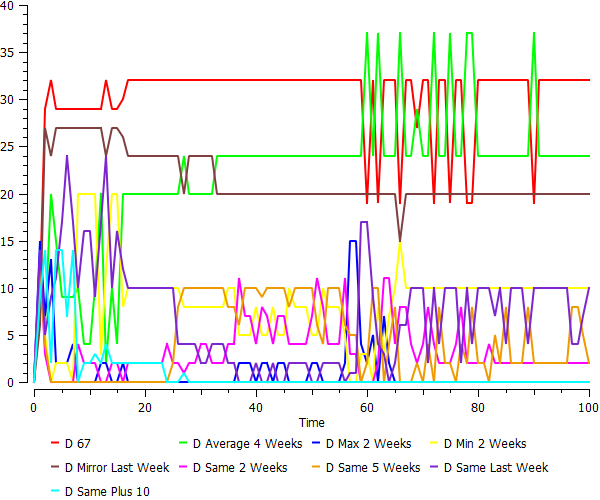 40
35
30
25
20
15
10
5
0
0 20 40 60 80 100
Time
D 67 D Average 4 Weeks D Max 2 Weeks D Min 2 Weeks
D Mirror Last Week D Same 2 Weeks D Same 5 Weeks D Same Last Week
D Same Plus 10